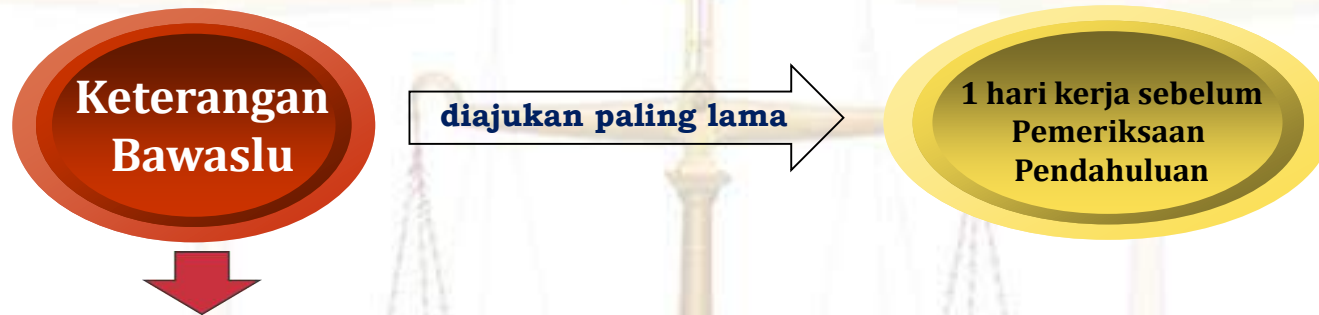 Keterangan
Bawaslu
diajukan paling lama
1 hari kerja sebelum
Pemeriksaan
Pendahuluan